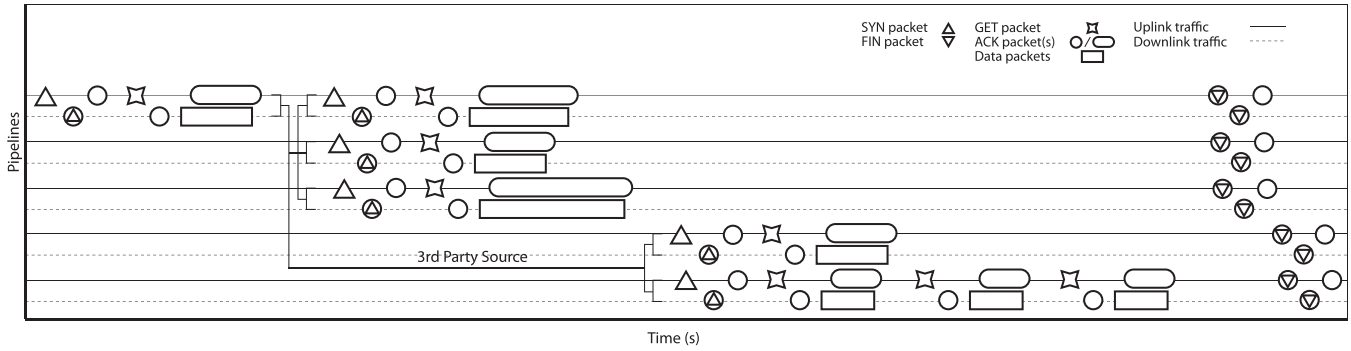 SYN packet
FIN packet
GET packet
ACK packet(s)
/
Data packets
Uplink traffic
Downlink traffic
Pipelines
3rd Party Source
Time (s)